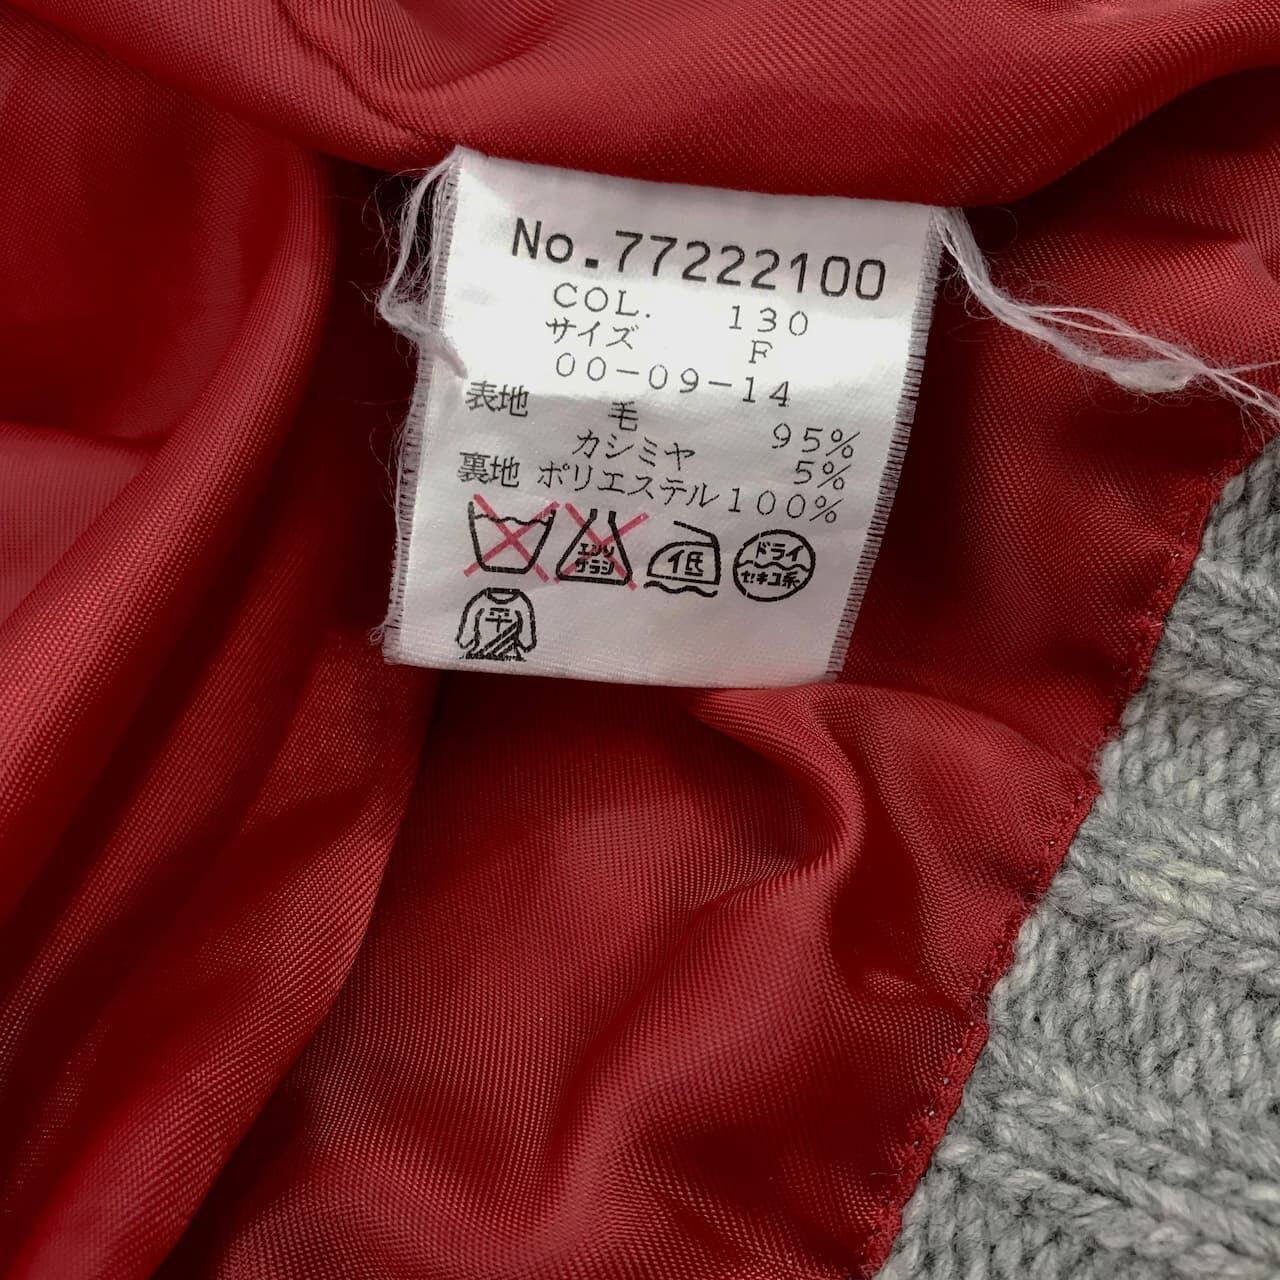 No.77222100
COL. 130
サイズ F
00-09-14
表地 毛 95%
カシミヤ 5%
裏地 ポリエステル 100%
エンソ サラシ 低 ドライ セキユ系
平